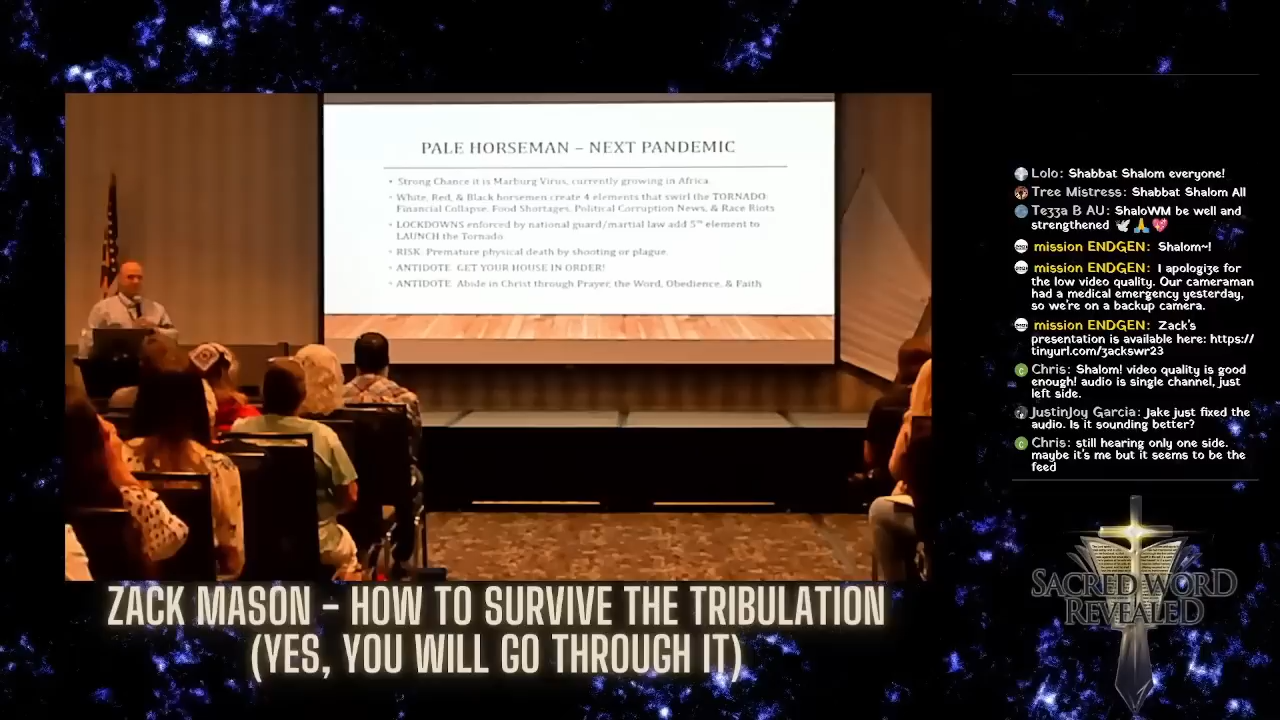 PALE HORSEMAN – NEXT PANDEMIC
• Strong Chance it is Marburg Virus, currently growing in Africa.
• White, Red, & Black horsemen create 4 elements that swirl the TORNADO:
Financial Collapse, Food Shortages, Political Corruption News, & Race Riots
• LOCKDOWNS enforced by national guard/martial law add 5th element to
LAUNCH the Tornado
• RISK: Premature physical death by shooting or plague.
• ANTIDOTE: GET YOUR HOUSE IN ORDER!
• ANTIDOTE: Abide in Christ through Prayer, the Word, Obedience, & Faith
ZACK MASON – HOW TO SURVIVE THE TRIBULATION
(YES, YOU WILL GO THROUGH IT)
Lolo: Shabbat Shalom everyone!
Tree Mistress: Shabbat Shalom All
Te33a B AU: ShaloWM be well and
strengthened 🕊️🙏💖
mission ENDGEN: Shalom~!
mission ENDGEN: I apologize for
the low video quality. Our cameraman
had a medical emergency yesterday,
so we're on a backup camera.
mission ENDGEN: Zack's
presentation is available here: https://
tinyurl.com/3ackswr23
Chris: Shalom! video quality is good
enough! audio is single channel, just
left side.
JustinJoy Garcia: Jake just fixed the
audio. Is it sounding better?
Chris: still hearing only one side.
maybe it's me but it seems to be the
feed
SACRED WORD
REVEALED